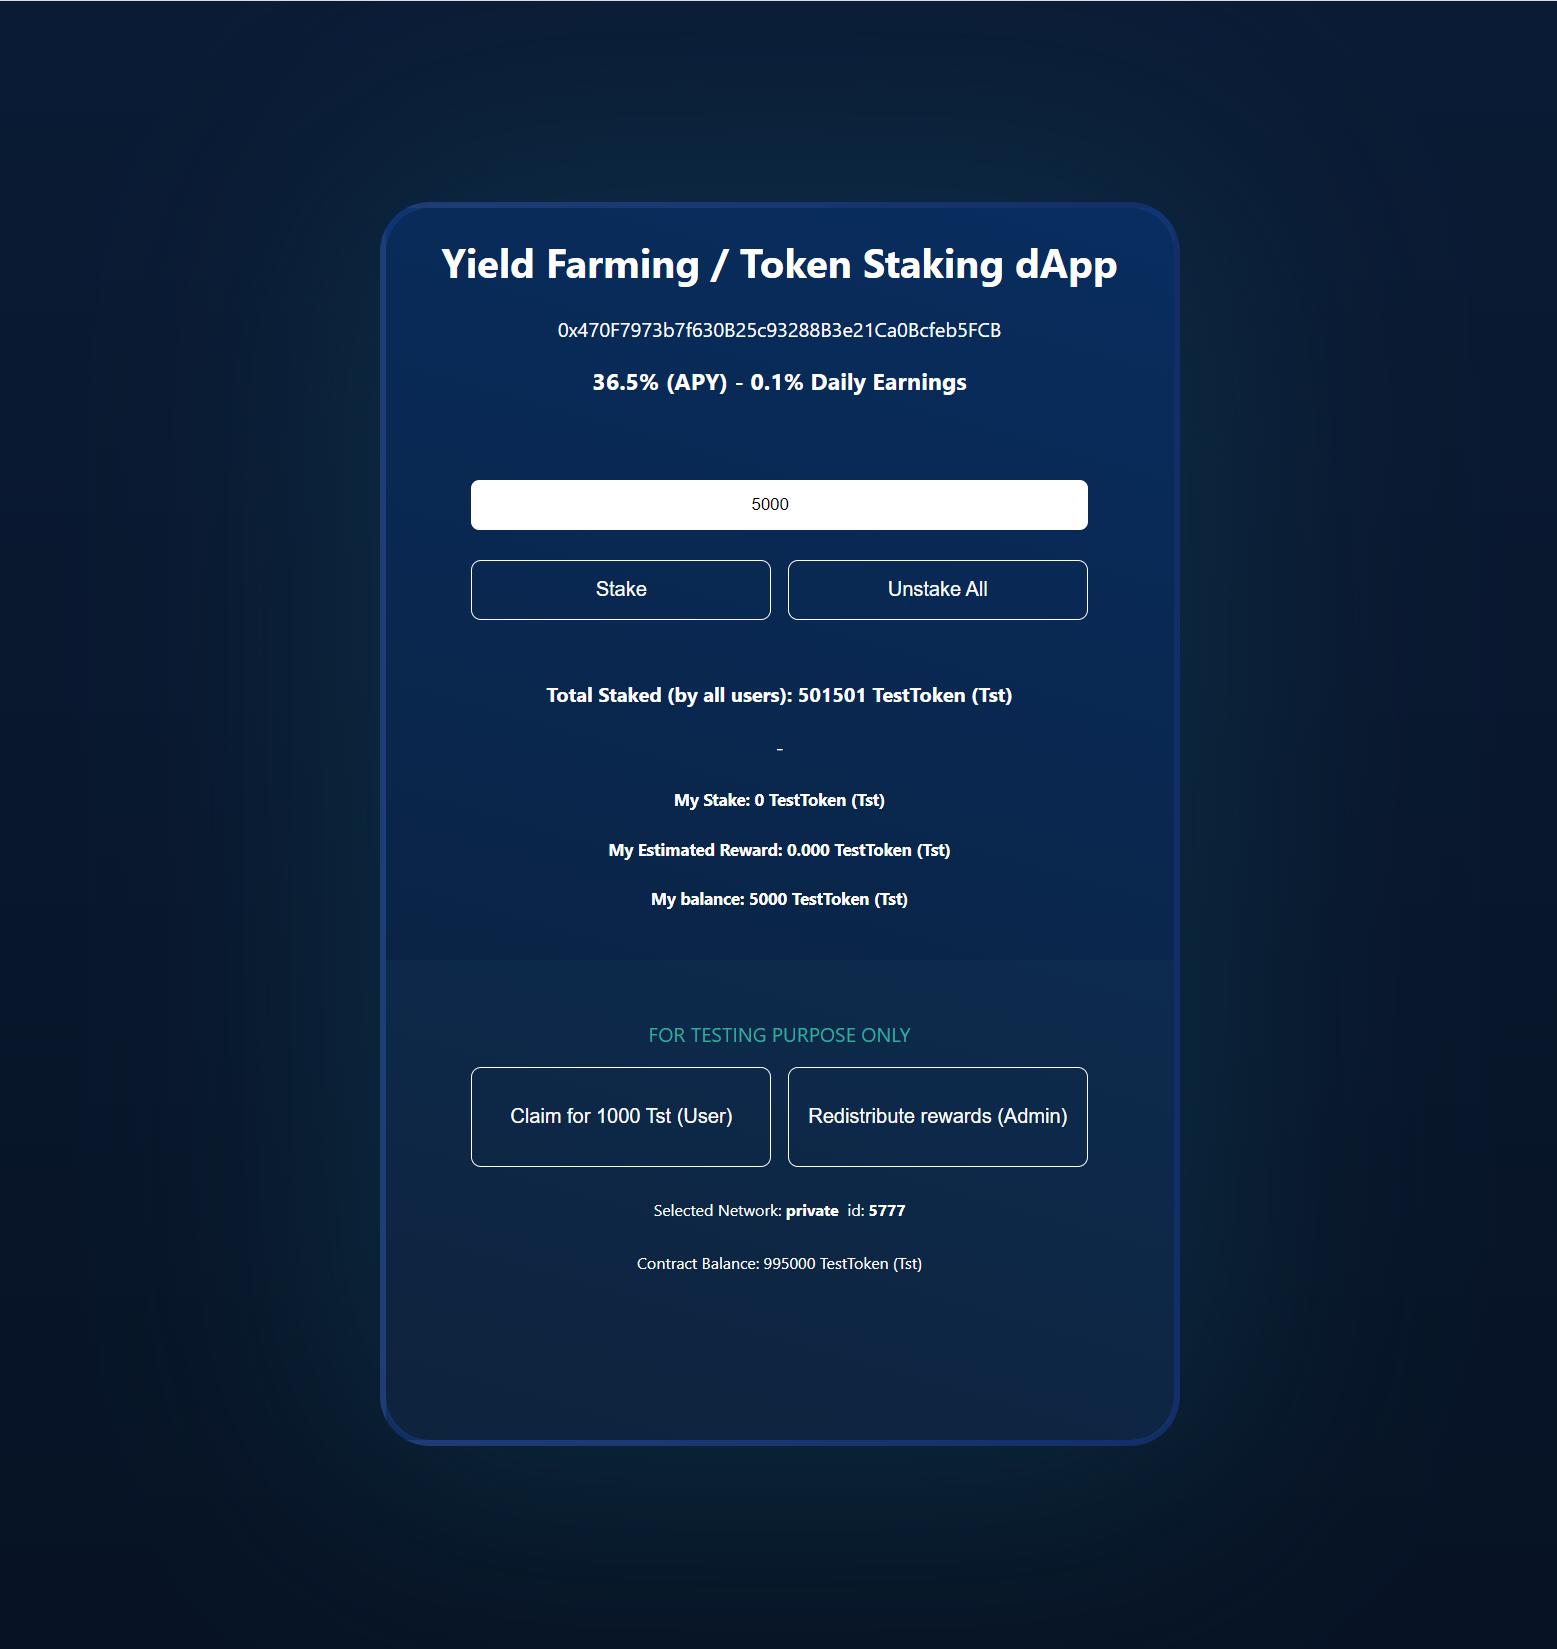 Yield Farming / Token Staking dApp
0x470F7973b7f630B25c93288B3e21Ca0Bcfeb5FCB
36.5% (APY) - 0.1% Daily Earnings
5000
Stake
Unstake All
Total Staked (by all users): 501501 TestToken (Tst)
-
My Stake: 0 TestToken (Tst)
My Estimated Reward: 0.000 TestToken (Tst)
My balance: 5000 TestToken (Tst)
FOR TESTING PURPOSE ONLY
Claim for 1000 Tst (User)
Redistribute rewards (Admin)
Selected Network: private  id: 5777
Contract Balance: 995000 TestToken (Tst)